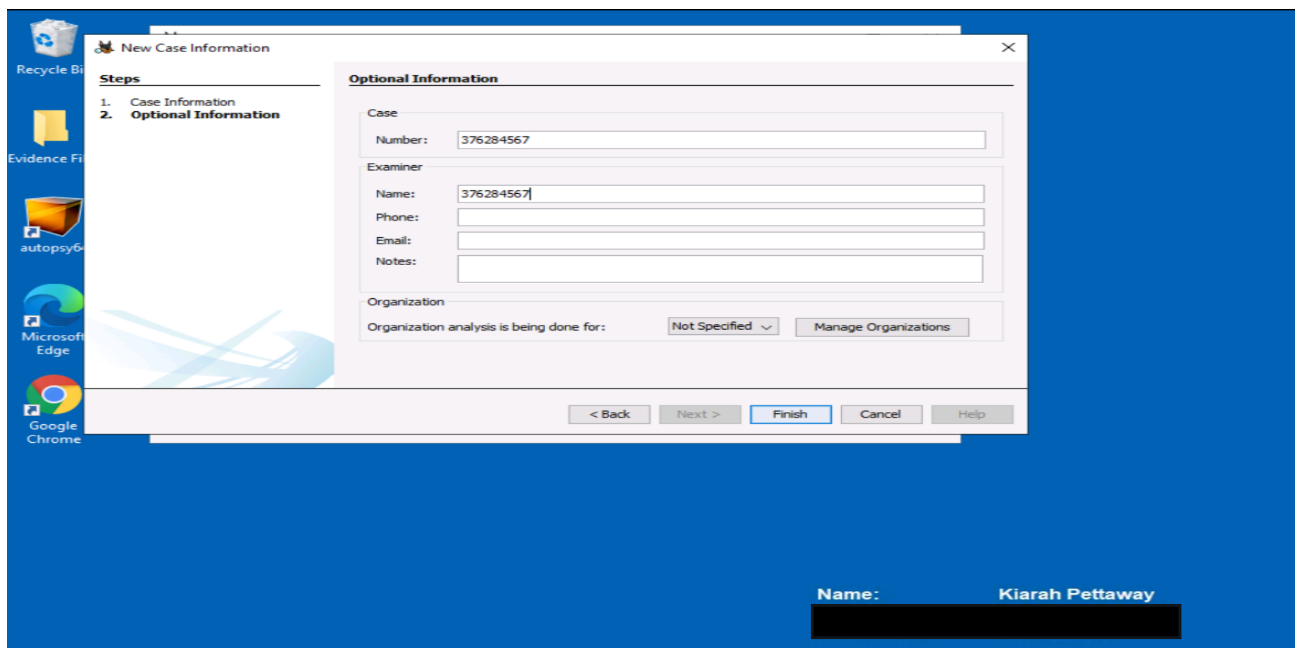 Recycle Bi
Evidence Fi
autopsy6
Microsoft
Edge
Google
Chrome
New Case Information
Steps
1. Case Information
2. Optional Information
Optional Information
Case
Number: 376284567
Examiner
Name: 376284567
Phone:
Email:
Notes:
Organization
Organization analysis is being done for: Not Specified Manage Organizations
< Back Next > Finish Cancel Help
Name: Kiarah Pettaway